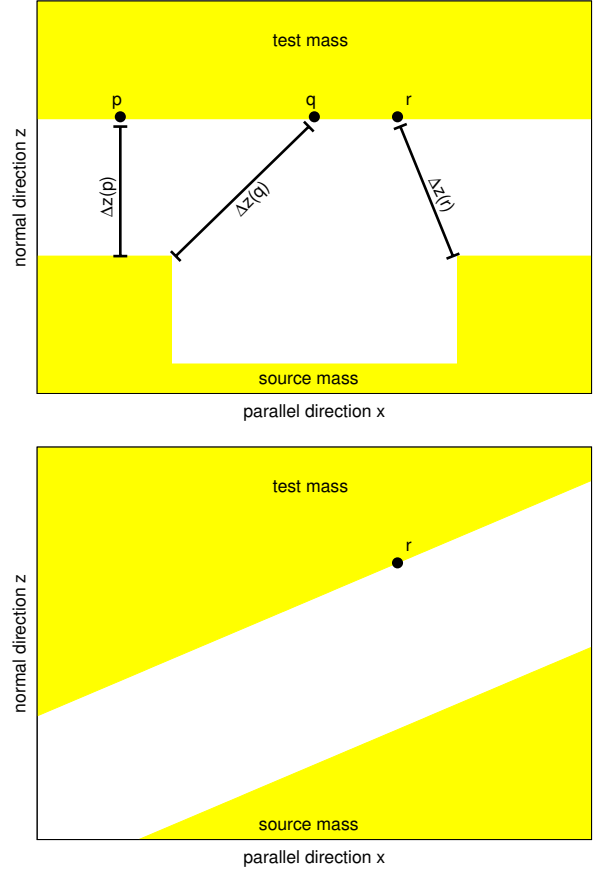 test mass
p
q
r
Δz(p)
Δz(q)
Δz(r)
normal direction z
source mass
parallel direction x
test mass
r
normal direction z
source mass
parallel direction x